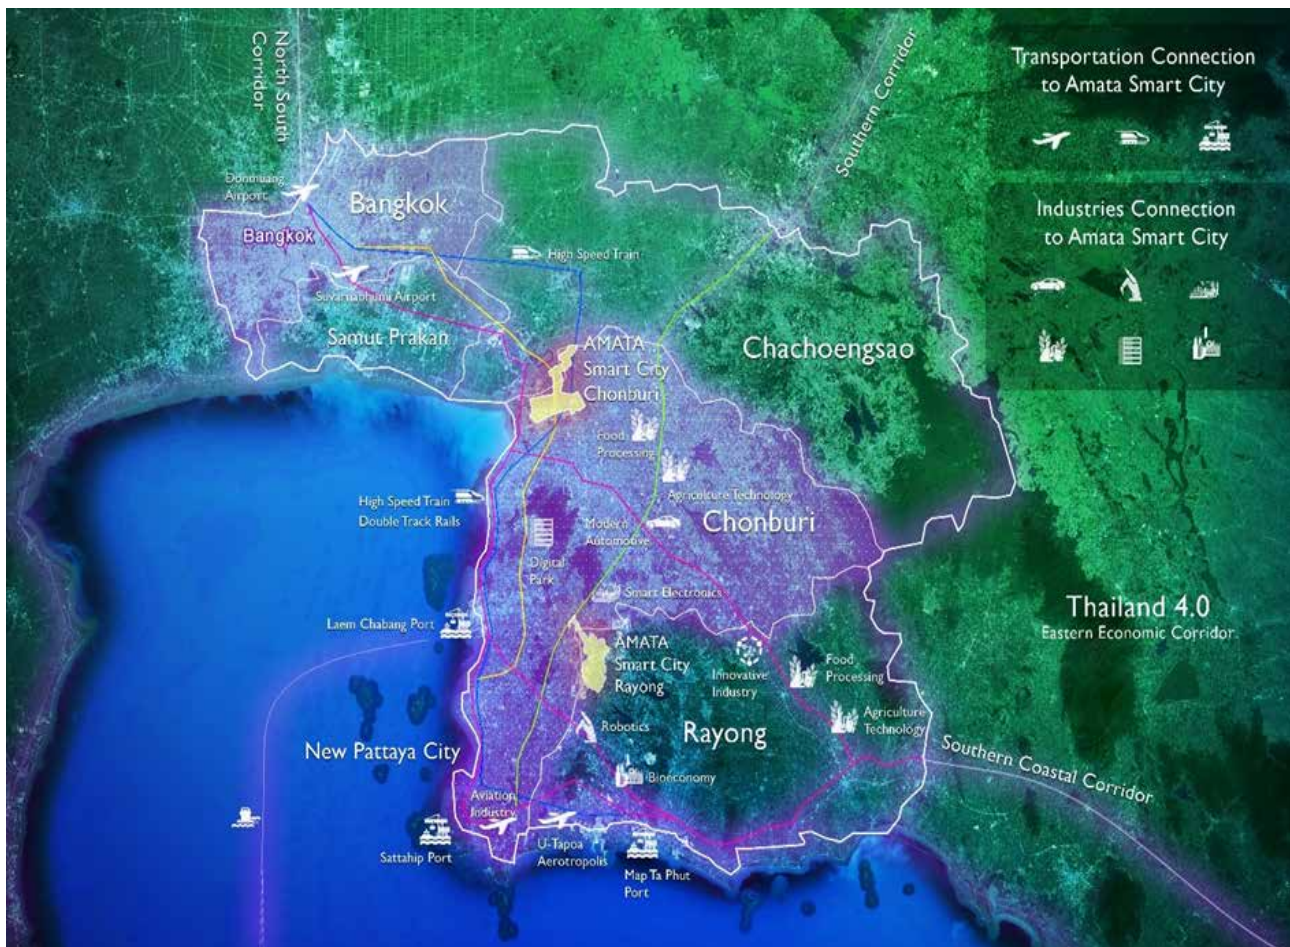 North South
Corridor
Southern Corridor
Transportation Connection
to Amata Smart City
Industries Connection
to Amata Smart City
Donmuang
Airport
Bangkok
Bangkok
High Speed Train
Suvarnabhumi Airport
Samut Prakan
AMATA
Smart City
Chonburi
Chachoengsao
Food
Processing
Agriculture Technology
High Speed Train
Double Track Rails
Modern
Automotive
Chonburi
Digital
Park
Smart Electronics
Thailand 4.0
Eastern Economic Corridor
Laem Chabang Port
AMATA
Smart City
Rayong
Innovative
Industry
Food
Processing
Robotics
Rayong
Agriculture
Technology
New Pattaya City
Bioeconomy
Southern Coastal Corridor
Aviation
Industry
Sattahip Port
U-Tapoa
Aerotropolis
Map Ta Phut
Port